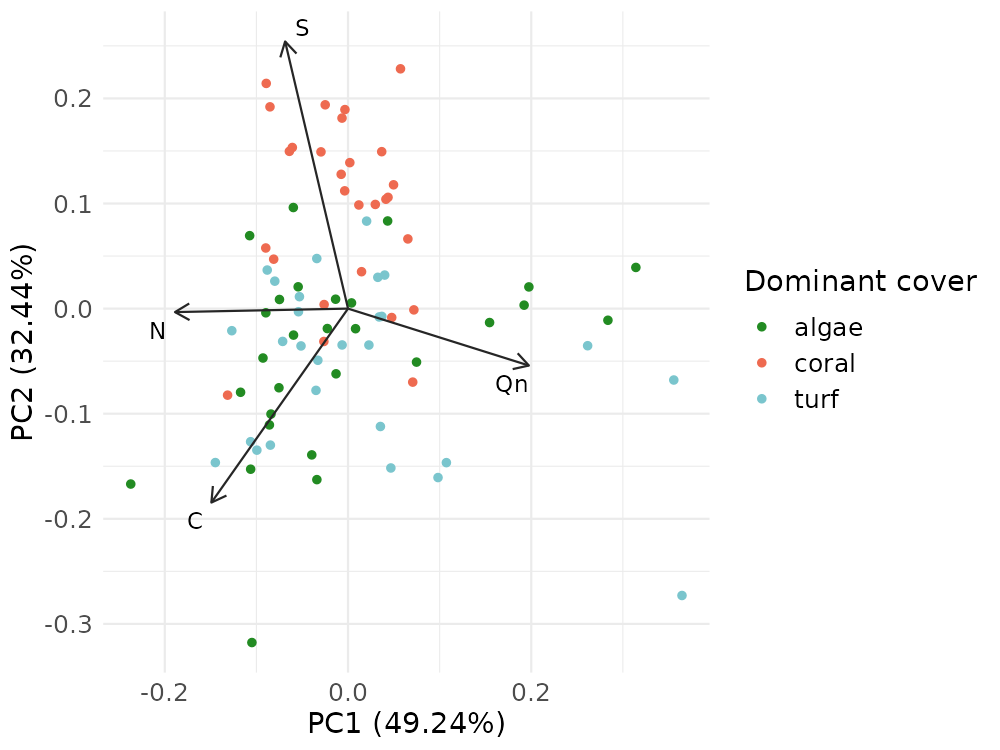 S
0.2
0.1
0.0
N
Qn
-0.1
C
-0.2
-0.3
-0.2
0.0
0.2
PC1 (49.24%)
PC2 (32.44%)
Dominant cover
algae
coral
turf